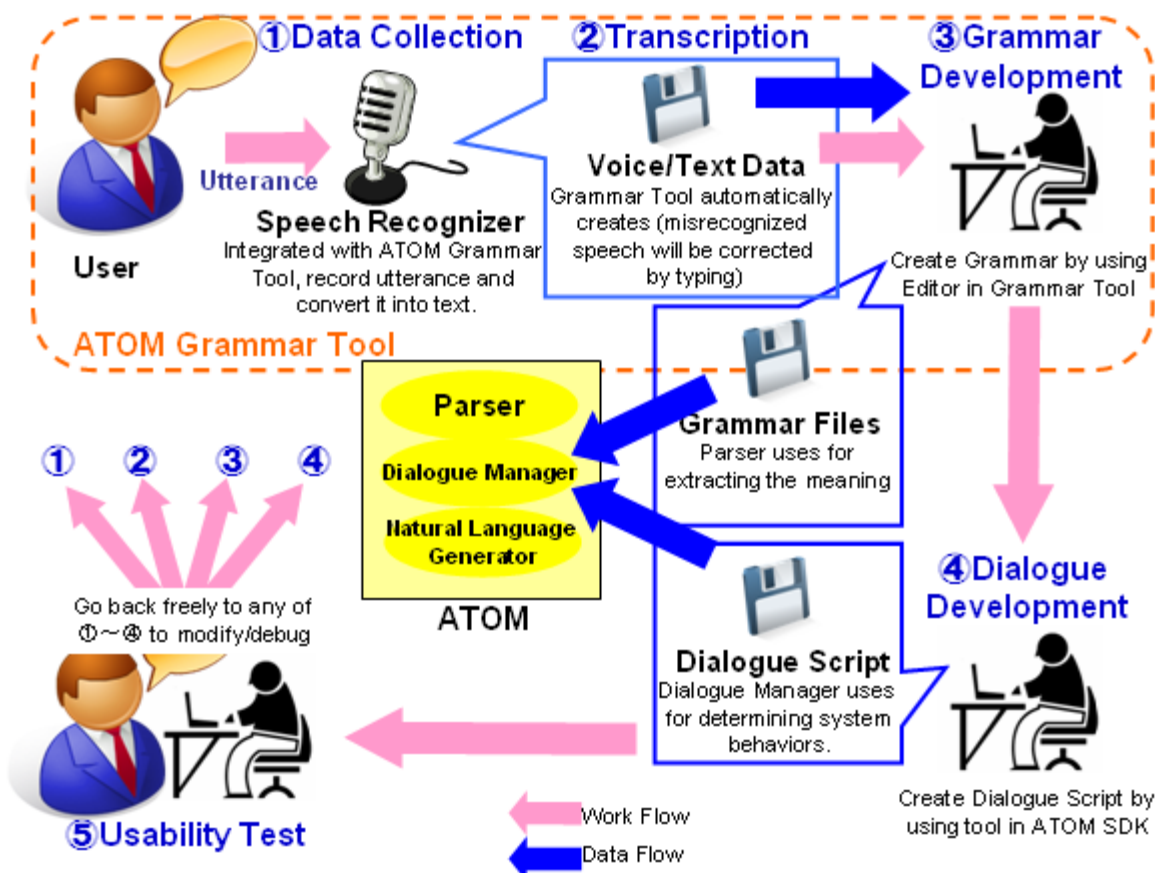 ①Data Collection
②Transcription
③Grammar
Development
Utterance
User
Speech Recognizer
Integrated with ATOM Grammar
Tool, record utterance and
convert it into text.
Voice/Text Data
Grammar Tool automatically
creates (misrecognized
speech will be corrected
by typing)
Create Grammar by using
Editor in Grammar Tool
ATOM Grammar Tool
Parser
Dialogue Manager
Natural Language
Generator
ATOM
Grammar Files
Parser uses for
extracting the meaning
① ② ③ ④
Go back freely to any of
①～④ to modify/debug
④Dialogue
Development
Dialogue Script
Dialogue Manager uses
for determining system
behaviors.
Create Dialogue Script by
using tool in ATOM SDK
⑤Usability Test
Work Flow
Data Flow